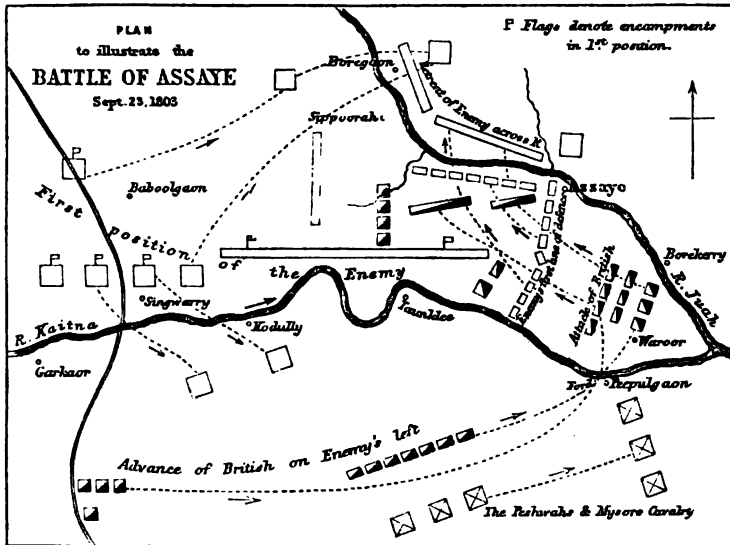 PLAN
to illustrate the
BATTLE OF ASSAYE
Sept. 23, 1803
P Flags denote encampments
in 1st position.
Boregaon
Retreat of Enemy across R.
Sippoorah
Assaye
Baboolgaon
First position of the Enemy
Enemy's first line of defence
Attack of British
Borekerry
R. Juah
Singwarry
Kodully
Taunklee
R. Kaitna
Waroor
Garkaor
Ford
Peepulgaon
Advance of British on Enemy's left
The Peshwahs & Mysore Cavalry